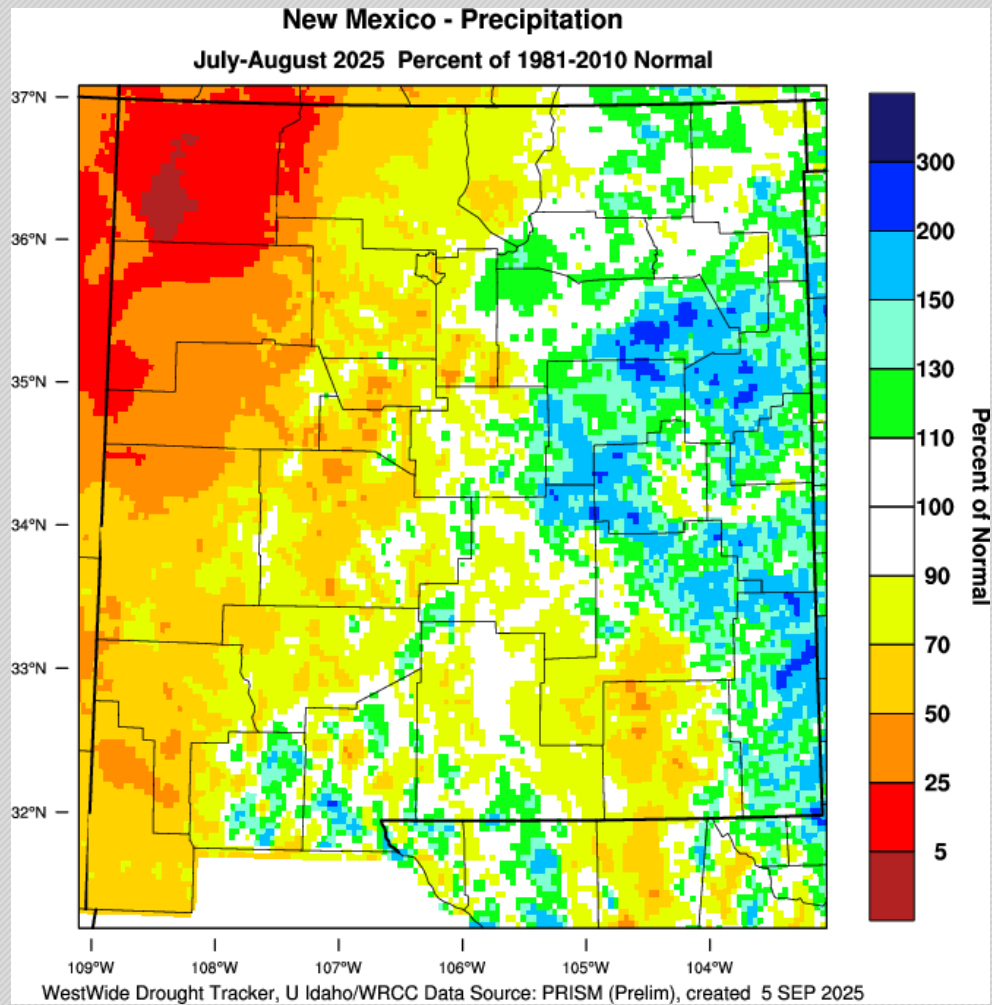 New Mexico - Precipitation
July-August 2025 Percent of 1981-2010 Normal
37°N
36°N
35°N
34°N
33°N
32°N
109°W
108°W
107°W
106°W
105°W
104°W
300
200
150
130
110
100
90
70
50
25
5
Percent of Normal
WestWide Drought Tracker, U Idaho/WRCC Data Source: PRISM (Prelim), created 5 SEP 2025